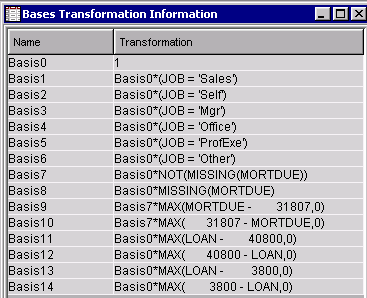 Bases Transformation Information
Name Transformation
Basis0 1
Basis1 Basis0*(JOB = 'Sales')
Basis2 Basis0*(JOB = 'Self')
Basis3 Basis0*(JOB = 'Mgr')
Basis4 Basis0*(JOB = 'Office')
Basis5 Basis0*(JOB = 'ProfExe')
Basis6 Basis0*(JOB = 'Other')
Basis7 Basis0*NOT(MISSING(MORTDUE))
Basis8 Basis0*MISSING(MORTDUE)
Basis9 Basis7*MAX(MORTDUE - 31807,0)
Basis10 Basis7*MAX( 31807 - MORTDUE,0)
Basis11 Basis0*MAX(LOAN - 40800,0)
Basis12 Basis0*MAX( 40800 - LOAN,0)
Basis13 Basis0*MAX(LOAN - 3800,0)
Basis14 Basis0*MAX( 3800 - LOAN,0)